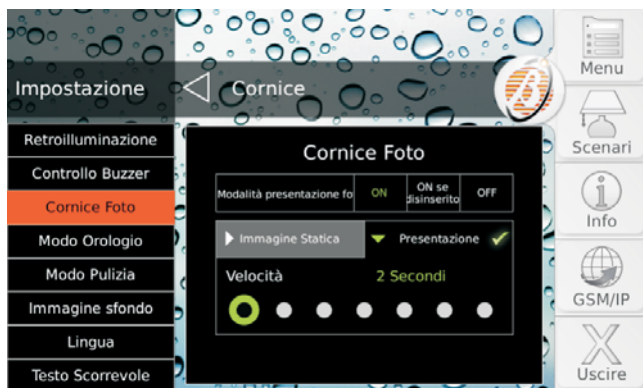 Impostazione
Cornice
Menu
Scenari
Info
GSM/IP
Uscire
Retroilluminazione
Controllo Buzzer
Cornice Foto
Modo Orologio
Modo Pulizia
Immagine sfondo
Lingua
Testo Scorrevole
Cornice Foto
Modalità presentazione fo
ON
ON se
disinserito
OFF
Immagine Statica
Presentazione
Velocità
2 Secondi